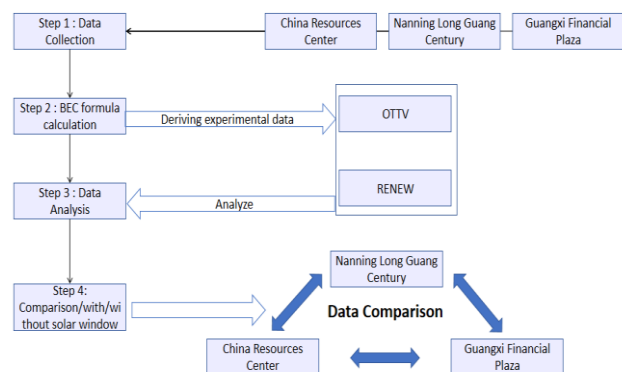 Step 1 : Data
Collection
China Resources
Center
Nanning Long Guang
Century
Guangxi Financial
Plaza
Step 2 : BEC formula
calculation
Deriving experimental data
OTTV
RENEW
Step 3 : Data
Analysis
Analyze
Step 4:
Comparison/with/wi
thout solar window
Nanning Long Guang
Century
Data Comparison
China Resources
Center
Guangxi Financial
Plaza